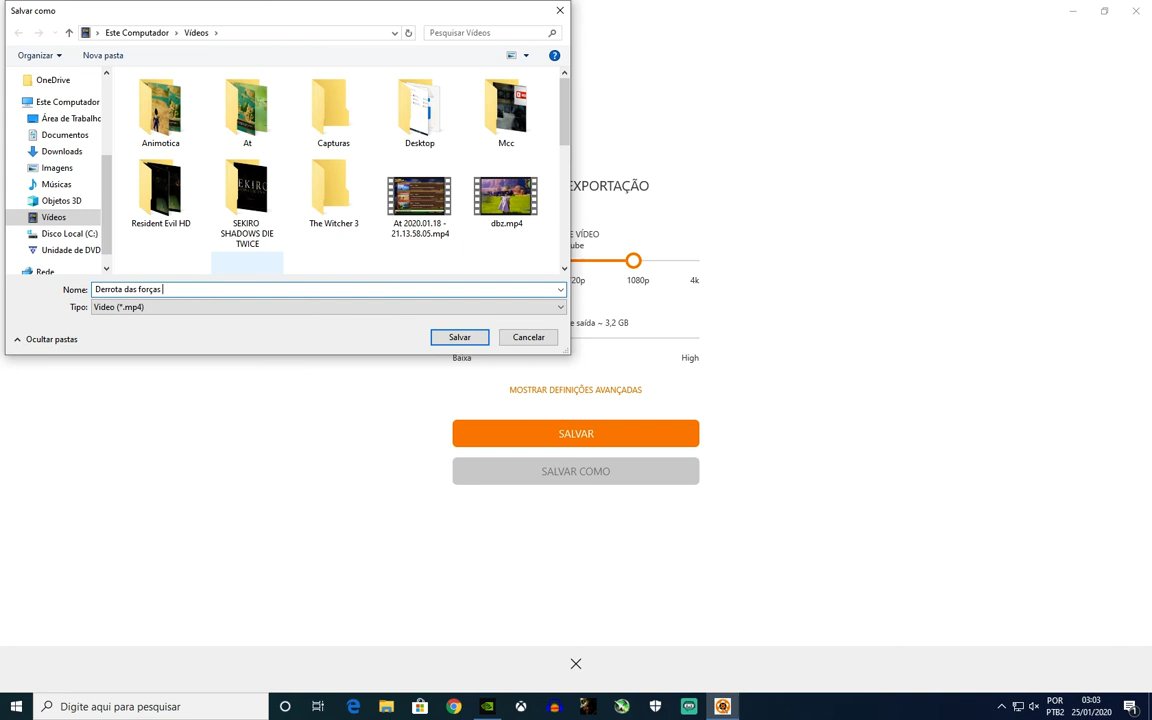 Salvar como
Este Computador
Vídeos
Pesquisar Vídeos
Organizar
Nova pasta
OneDrive
Este Computador
Área de Trabalho
Documentos
Downloads
Imagens
Músicas
Objetos 3D
Vídeos
Disco Local (C:)
Unidade de DVD
Rede
Animotica
At
Capturas
Desktop
Mcc
Resident Evil HD
SEKIRO
SEKIRO
SHADOWS DIE
TWICE
The Witcher 3
At 2020.01.18 -
21.13.58.05.mp4
dbz.mp4
Nome:
Derrota das forças
Tipo:
Video (*.mp4)
Ocultar pastas
Salvar
Cancelar
EXPORTAÇÃO
E VÍDEO
ube
20p
1080p
4k
e saída ~ 3,2 GB
Baixa
High
MOSTRAR DEFINIÇÕES AVANÇADAS
SALVAR
SALVAR COMO
Digite aqui para pesquisar
POR
PTB2
03:03
25/01/2020
1